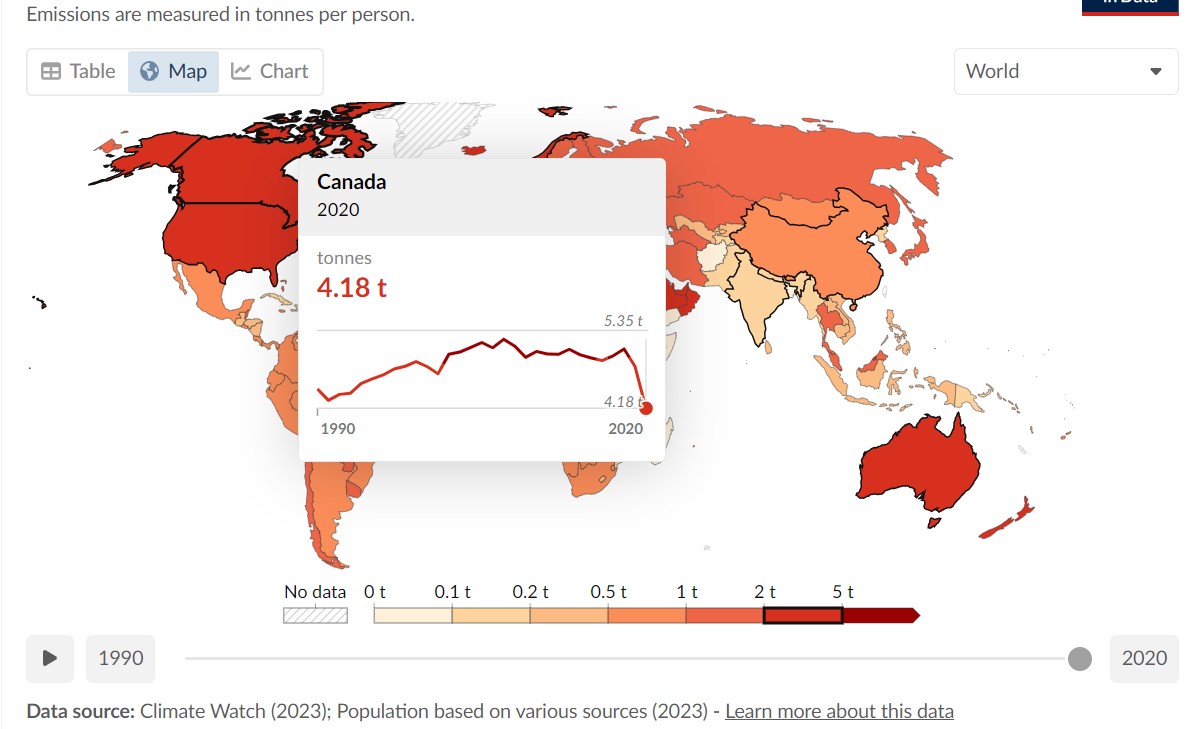 Emissions are measured in tonnes per person.
in Data
Table Map Chart
World
Canada
2020
tonnes
4.18 t
5.35 t
4.18 t
1990 2020
No data 0 t 0.1 t 0.2 t 0.5 t 1 t 2 t 5 t
1990 2020
Data source: Climate Watch (2023); Population based on various sources (2023) - Learn more about this data